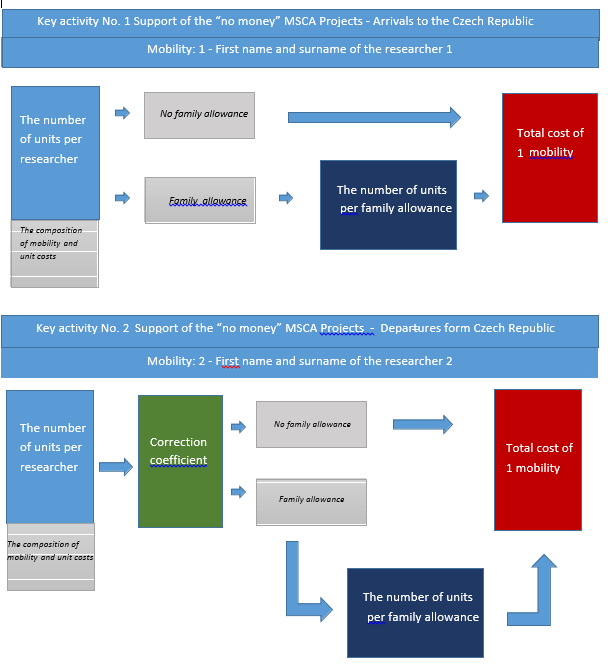 Key activity No. 1 Support of the “no money” MSCA Projects - Arrivals to the Czech Republic
Mobility: 1 - First name and surname of the researcher 1
The number
of units per
researcher
The composition
of mobility and
unit costs
No family allowance
Family allowance
The number of units
per family allowance
Total cost of
1 mobility
Key activity No. 2 Support of the “no money” MSCA Projects - Departures form Czech Republic
Mobility: 2 - First name and surname of the researcher 2
The number
of units per
researcher
The composition of
mobility and unit costs
Correction
coefficient
No family allowance
Family allowance
The number of units
per family allowance
Total cost of
1 mobility